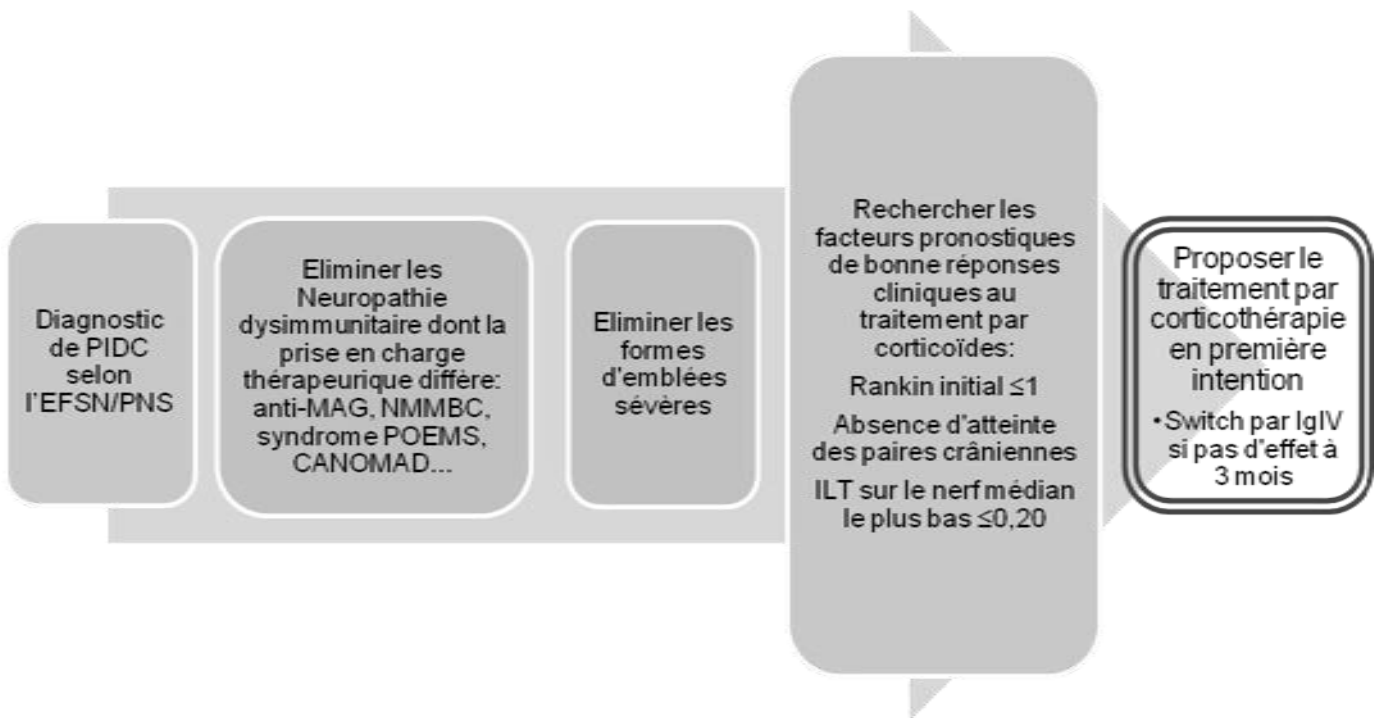 Diagnostic
de PIDC
selon
l'EFSN/PNS
Eliminer les
Neuropathie
dysimmunitaire dont la
prise en charge
thérapeurique diffère:
anti-MAG, NMMBC,
syndrome POEMS,
CANOMAD...
Eliminer les
formes
d'emblées
sévères
Rechercher les
facteurs pronostiques
de bonne réponses
cliniques au
traitement par
corticoïdes:
Rankin initial ≤1
Absence d'atteinte
des paires crâniennes
ILT sur le nerf médian
le plus bas ≤0,20
Proposer le
traitement par
corticothérapie
en première
intention
•Switch par IgIV
si pas d'effet à
3 mois